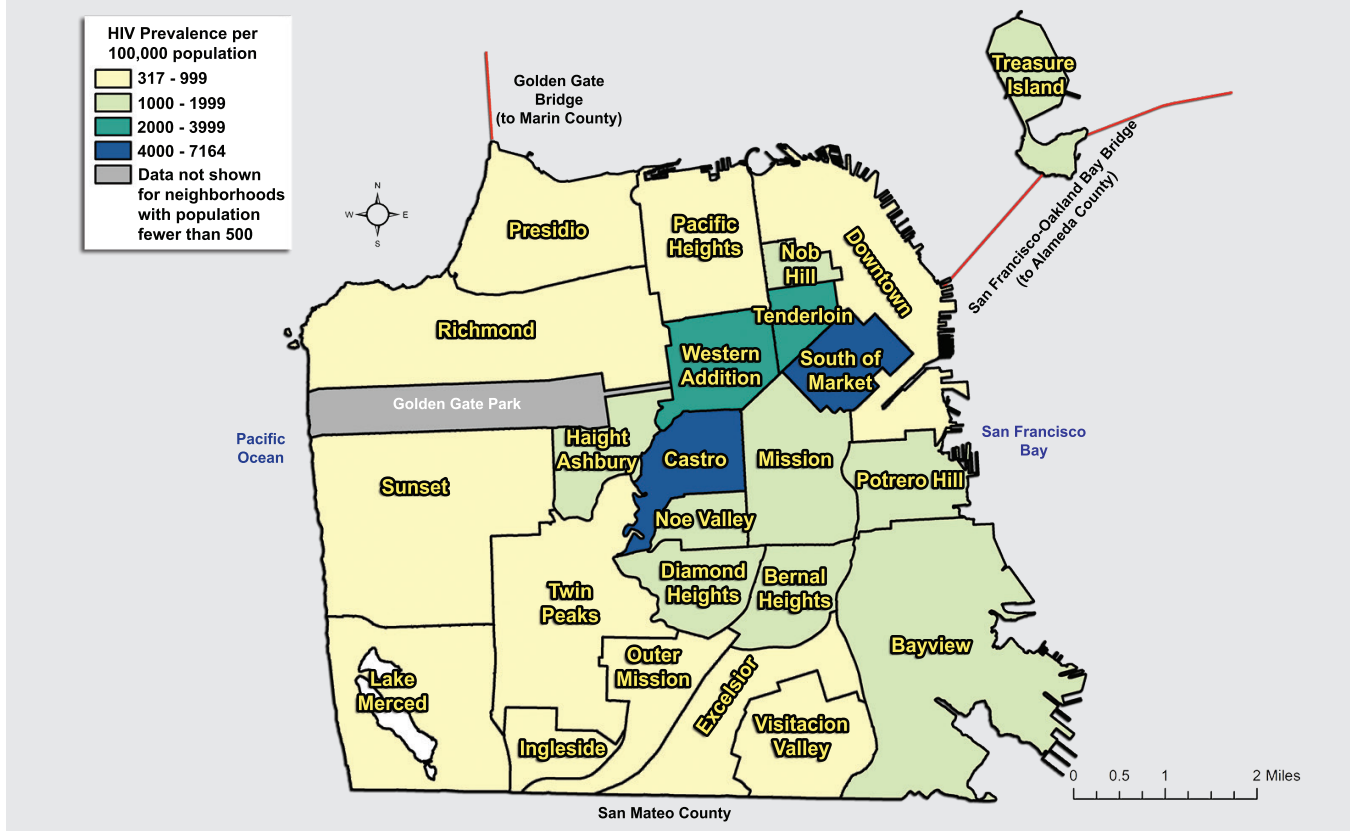 HIV Prevalence per
100,000 population
317 - 999
1000 - 1999
2000 - 3999
4000 - 7164
Data not shown
for neighborhoods
with population
fewer than 500
N
W
E
S
Golden Gate
Bridge
(to Marin County)
Treasure
Island
San Francisco-Oakland Bay Bridge
(to Alameda County)
Presidio
Pacific
Heights
Nob
Hill
Downtown
Richmond
Tenderloin
Western
Addition
South of
Market
Golden Gate Park
Pacific
Ocean
Haight
Ashbury
Castro
Mission
San Francisco
Bay
Sunset
Potrero Hill
Noe Valley
Diamond
Heights
Bernal
Heights
Twin
Peaks
Bayview
Outer
Mission
Lake
Merced
Excelsior
Visitacion
Valley
Ingleside
0 0.5 1 2 Miles
San Mateo County